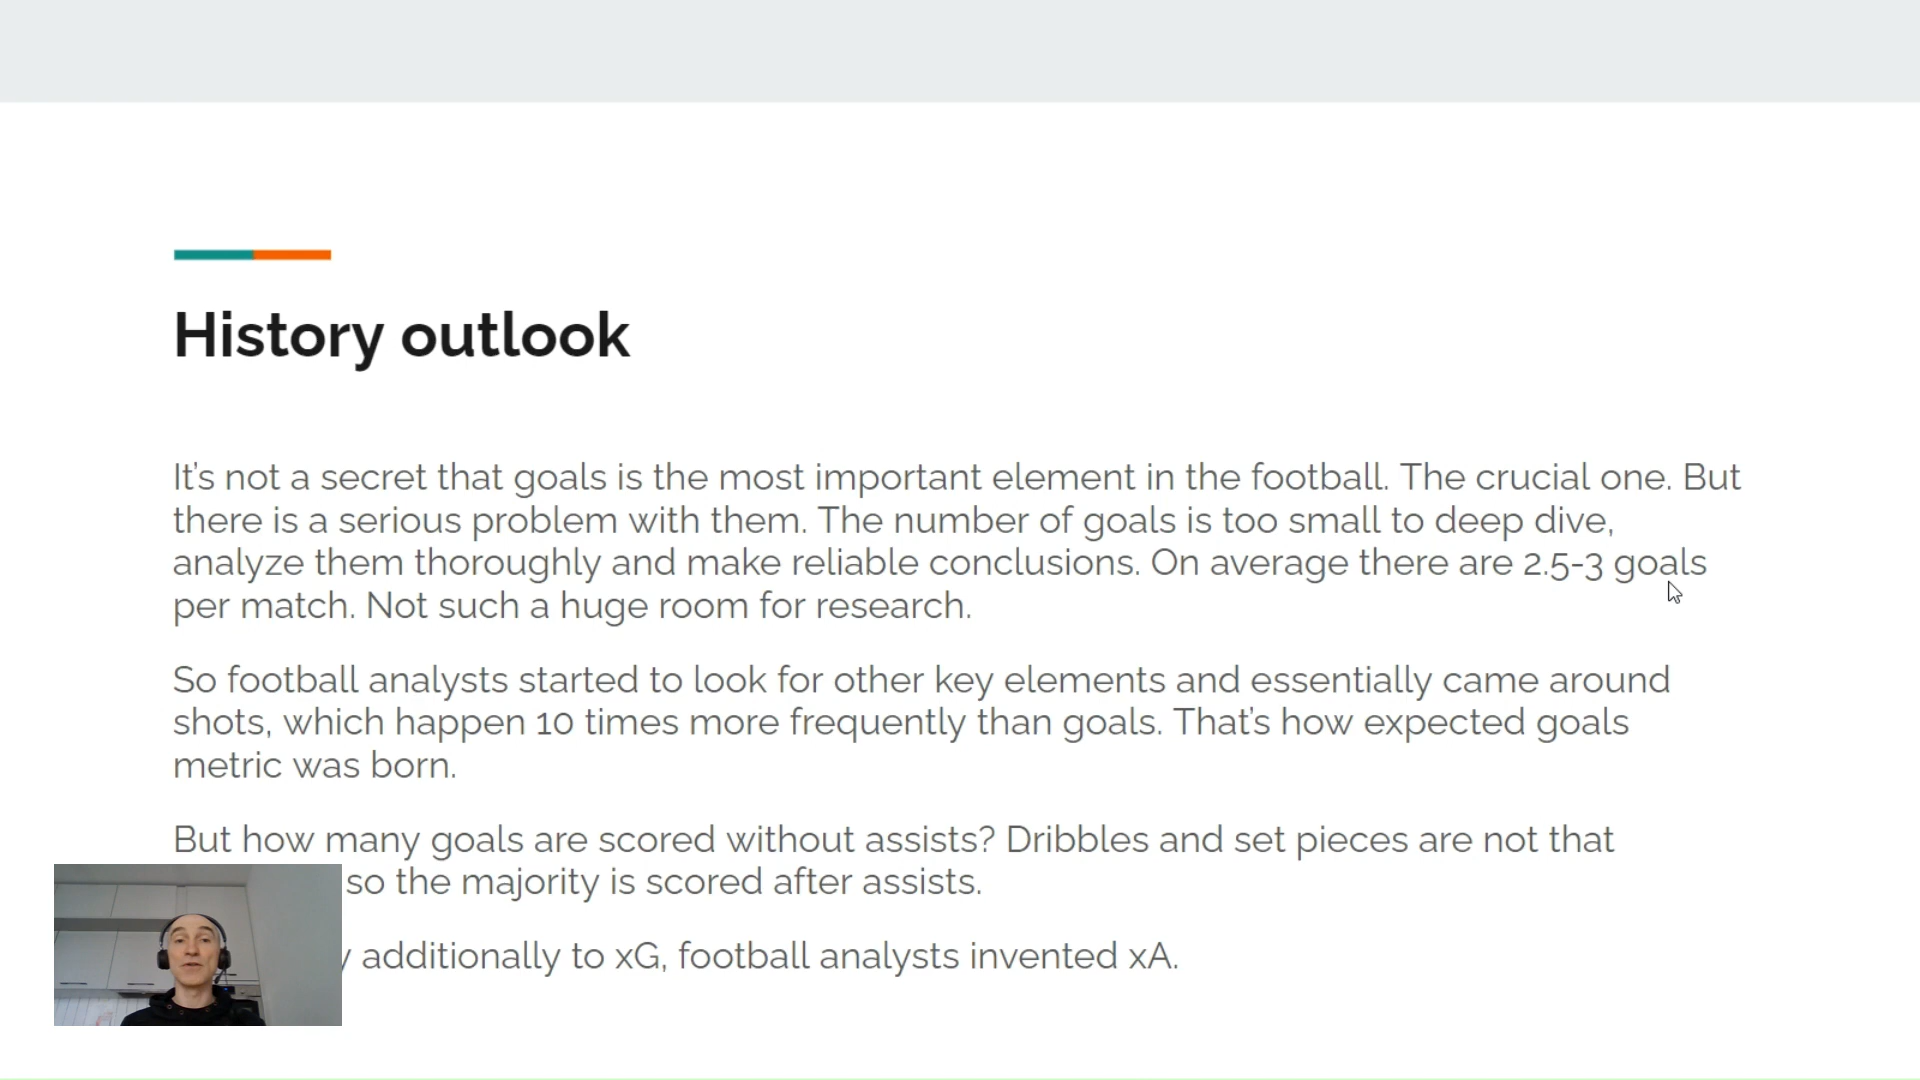 History outlook
It's not a secret that goals is the most important element in the football. The crucial one. But
there is a serious problem with them. The number of goals is too small to deep dive,
analyze them thoroughly and make reliable conclusions. On average there are 2.5-3 goals
per match. Not such a huge room for research.
So football analysts started to look for other key elements and essentially came around
shots, which happen 10 times more frequently than goals. That's how expected goals
metric was born.
But how many goals are scored without assists? Dribbles and set pieces are not that
so the majority is scored after assists.
additionally to xG, football analysts invented xA.